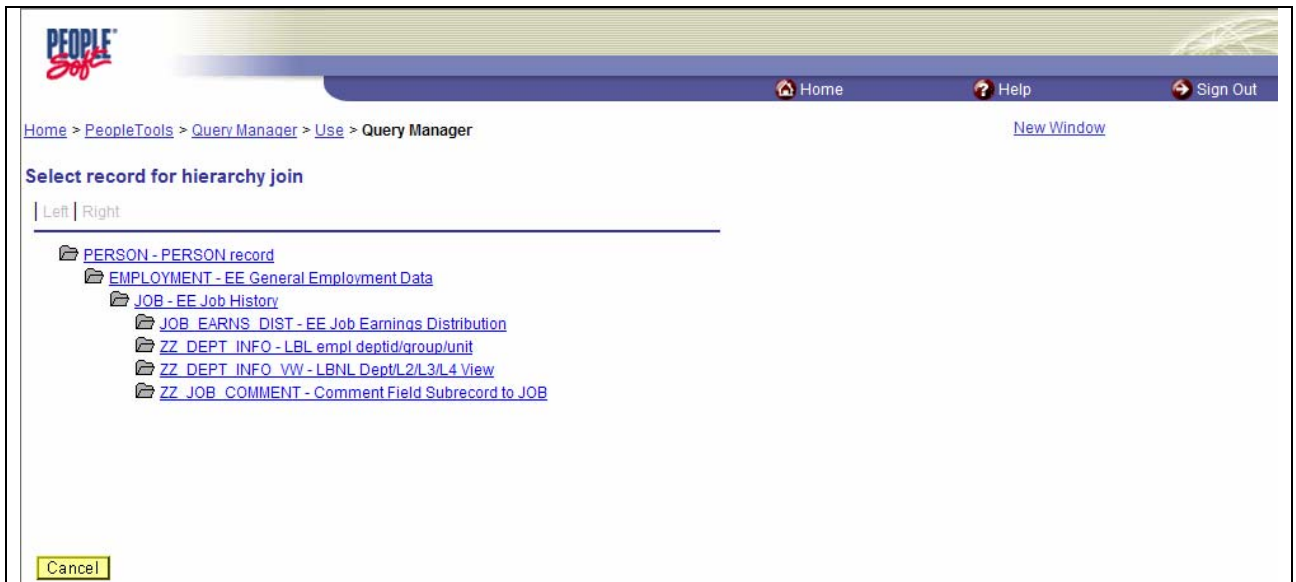 PEOPLE
Soft
Home Help Sign Out
Home > PeopleTools > Query Manager > Use > Query Manager New Window
Select record for hierarchy join
| Left | Right
PERSON - PERSON record
EMPLOYMENT - EE General Employment Data
JOB - EE Job History
JOB_EARNS_DIST - EE Job Earnings Distribution
ZZ_DEPT_INFO - LBL empl deptid/group/unit
ZZ_DEPT_INFO_VW - LBNL Dept/L2/L3/L4 View
ZZ_JOB_COMMENT - Comment Field Subrecord to JOB
Cancel